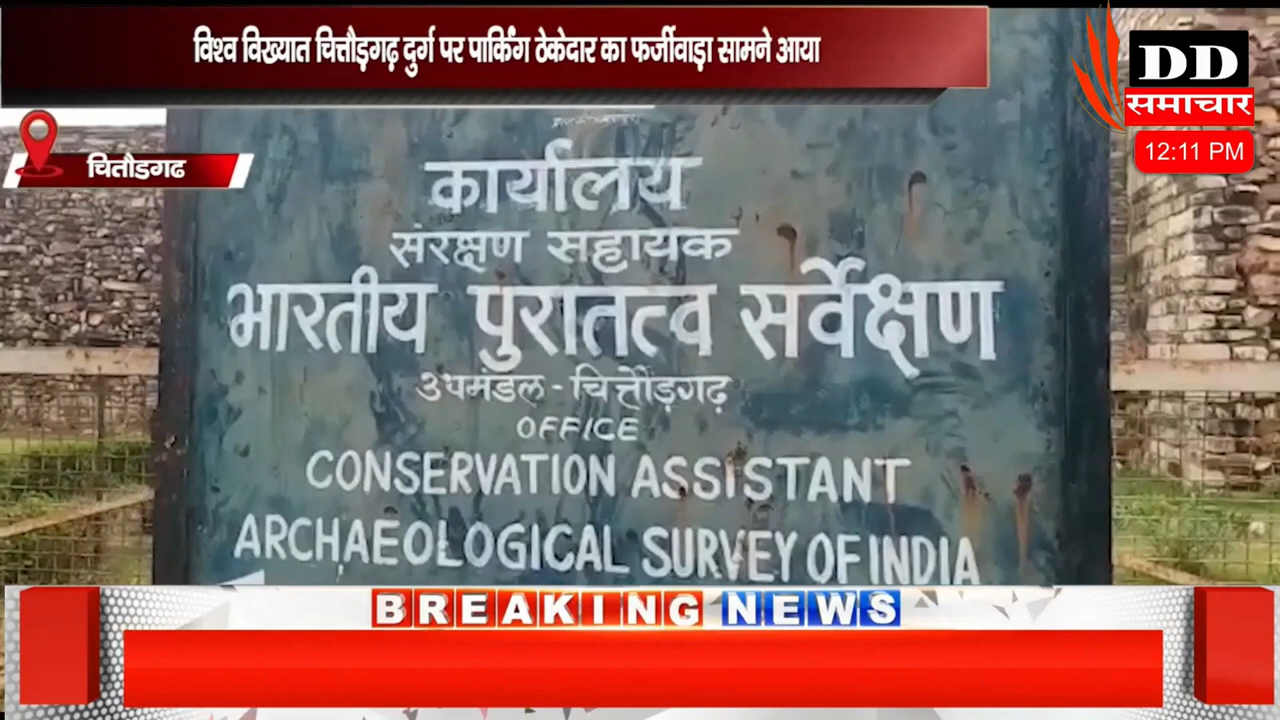 विश्व विख्यात चित्तौड़गढ़ दुर्ग पर पार्किंग ठेकेदार का फर्जीवाड़ा सामने आया
DD
समाचार
12:11 PM
चितौडगढ
कार्यालय
संरक्षण सहायक
भारतीय पुरातत्व सर्वेक्षण
उपमंडल - चित्तौड़गढ़
OFFICE
CONSERVATION ASSISTANT
ARCHAEOLOGICAL SURVEY OF INDIA
BREAKING NEWS